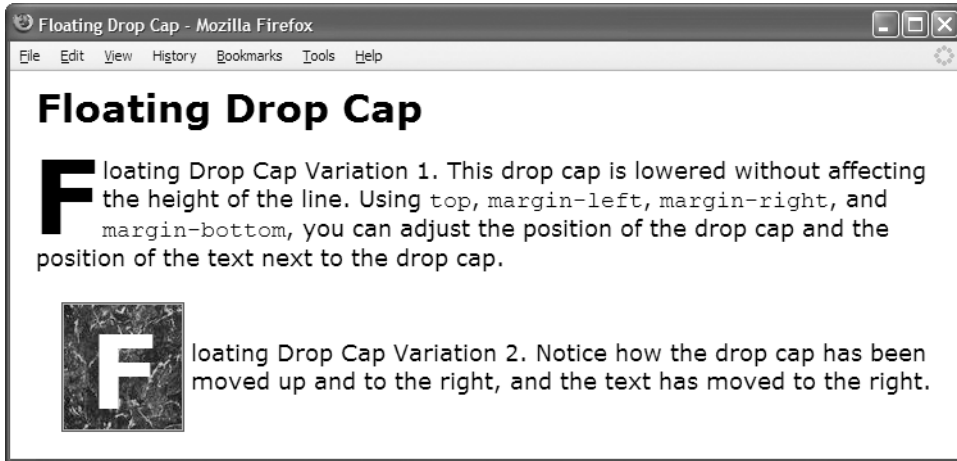 Floating Drop Cap - Mozilla Firefox
File Edit View History Bookmarks Tools Help
Floating Drop Cap
Floating Drop Cap Variation 1. This drop cap is lowered without affecting
the height of the line. Using top, margin-left, margin-right, and
margin-bottom, you can adjust the position of the drop cap and the
position of the text next to the drop cap.
Floating Drop Cap Variation 2. Notice how the drop cap has been
moved up and to the right, and the text has moved to the right.